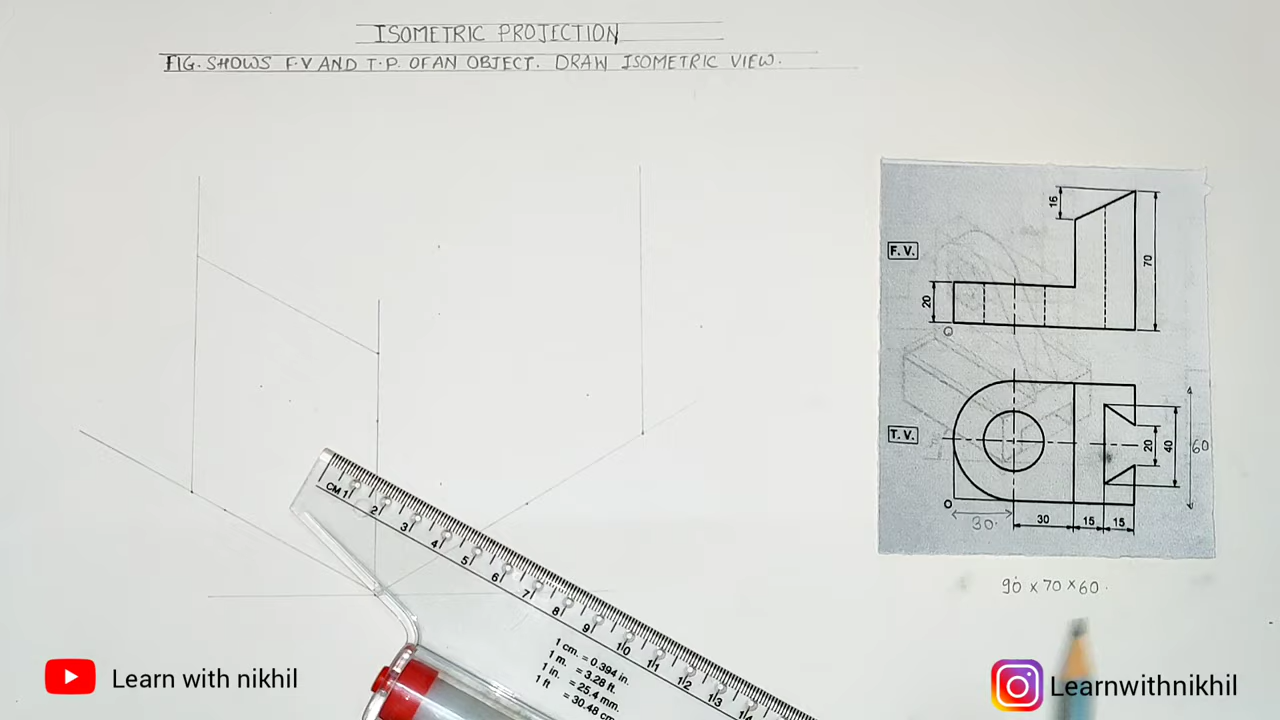 ISOMETRIC PROJECTION
FIG. SHOWS F.V AND T.P. OF AN OBJECT. DRAW ISOMETRIC VIEW.
16
F.V.
70
20
O
T.V.
20
40
60
O
30.
30
15
15
90 x 70 x 60.
CM 1 2 3 4 5 6 7 8 9 10 11 12 13 14
1 cm. = 0.394 in.
1 m. = 3.28 ft.
1 in. = 25.4 mm.
1 ft = 30.48 cm.
Learn with nikhil
Learnwithnikhil